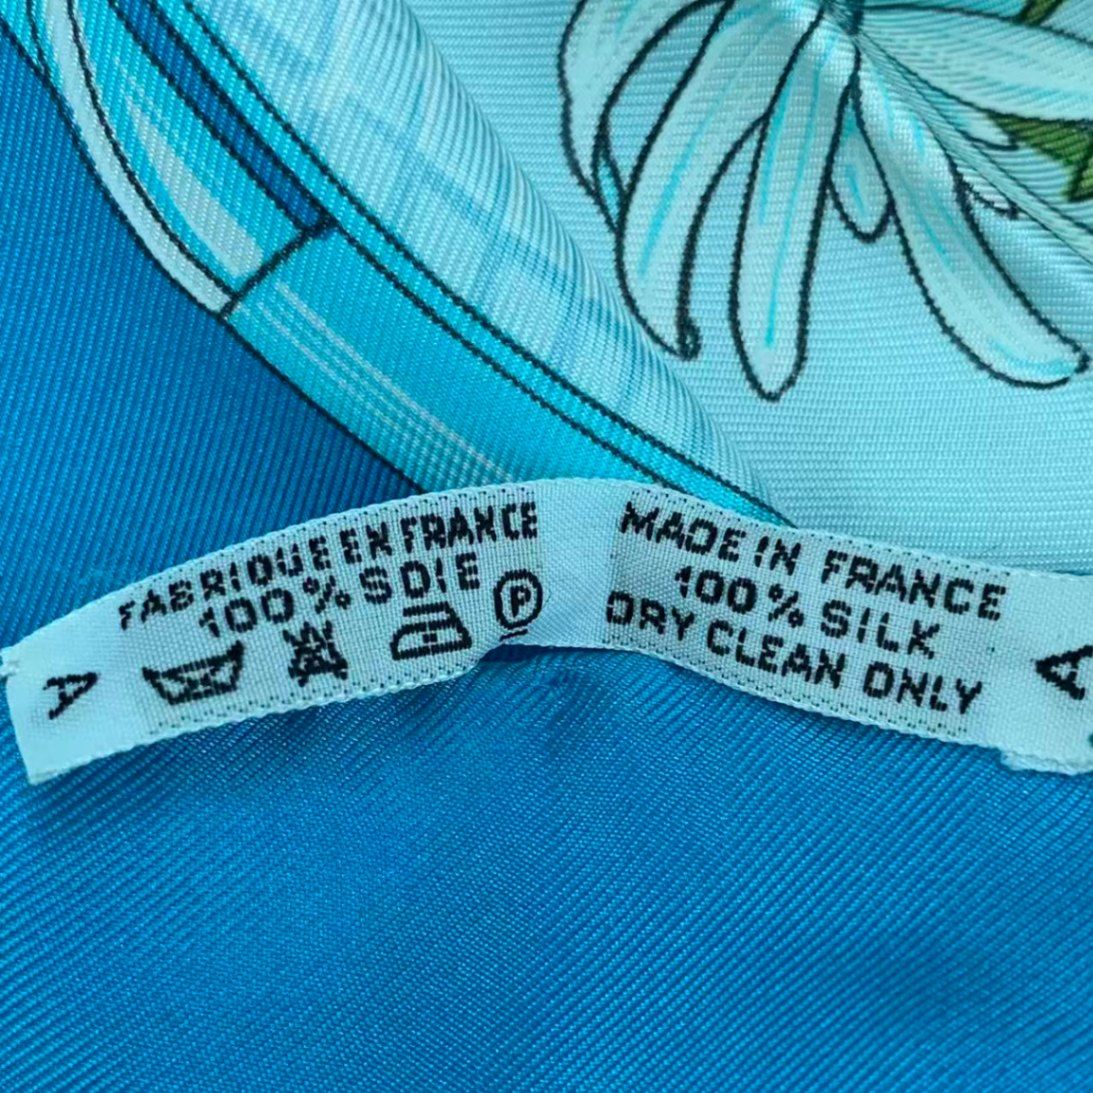 FABRIQUE EN FRANCE
100% SOIE
A
P
MADE IN FRANCE
100% SILK
DRY CLEAN ONLY
A